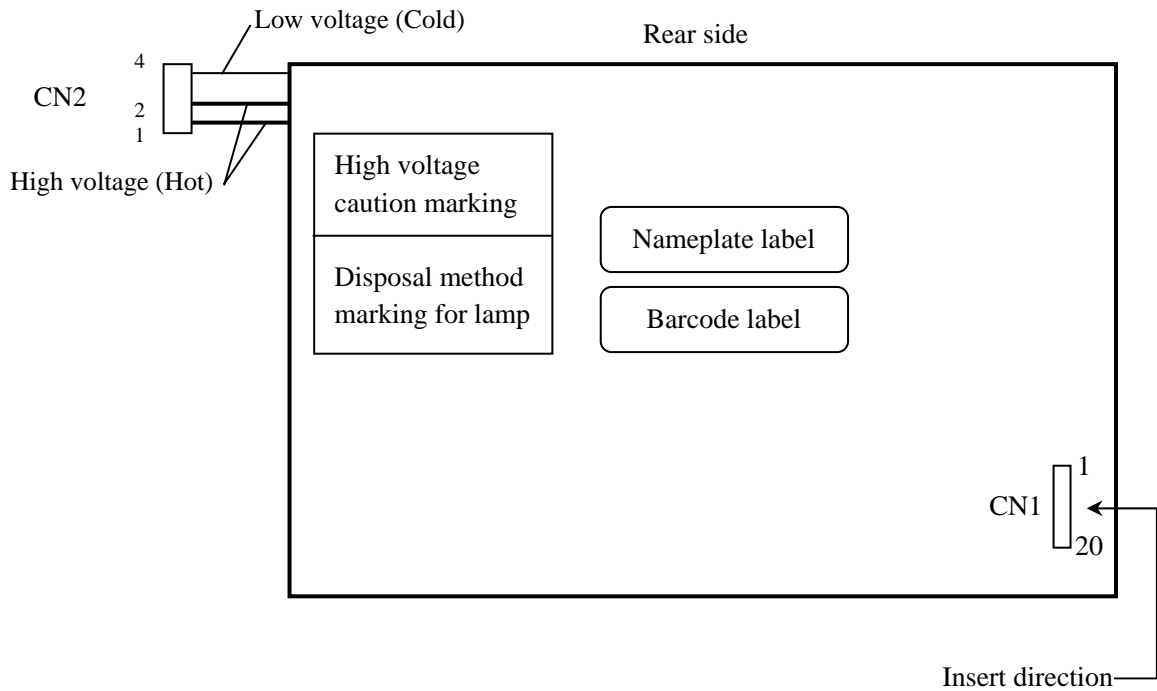 Low voltage (Cold)
Rear side
4
CN2
2
1
High voltage (Hot)
High voltage
caution marking
Disposal method
marking for lamp
Nameplate label
Barcode label
1
CN1
20
Insert direction